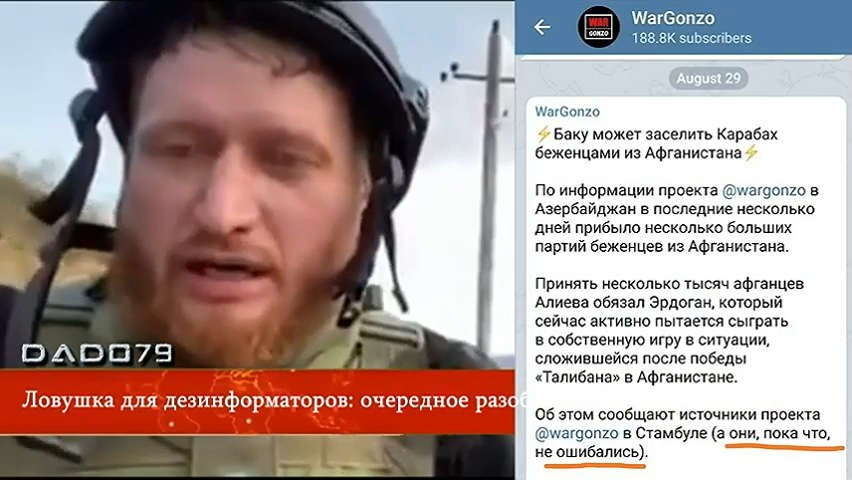 DADO79
Ловушка для дезинформаторов: очередное разоб
WAR
GONZO
WarGonzo
188.8K subscribers
August 29
WarGonzo
⚡Баку может заселить Карабах
беженцами из Афганистана⚡
По информации проекта @wargonzo в
Азербайджан в последние несколько
дней прибыло несколько больших
партий беженцев из Афганистана.
Принять несколько тысяч афганцев
Алиева обязал Эрдоган, который
сейчас активно пытается сыграть
в собственную игру в ситуации,
сложившейся после победы
«Талибана» в Афганистане.
Об этом сообщают источники проекта
@wargonzo в Стамбуле (а они, пока что,
не ошибались).